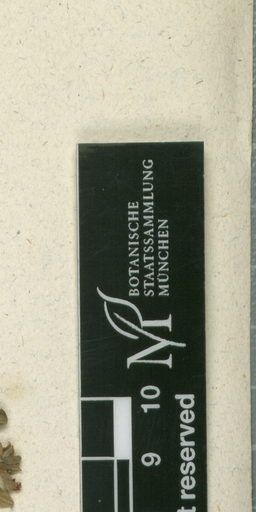 BOTANISCHE
STAATSSAMMLUNG
MÜNCHEN
M
9 10
t reserved